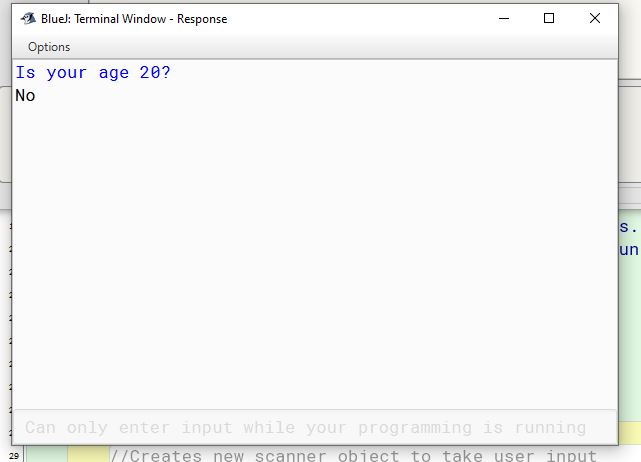 BlueJ: Terminal Window - Response
Options
Is your age 20?
No
s.
un
Can only enter input while your programming is running
29 //Creates new scanner object to take user input